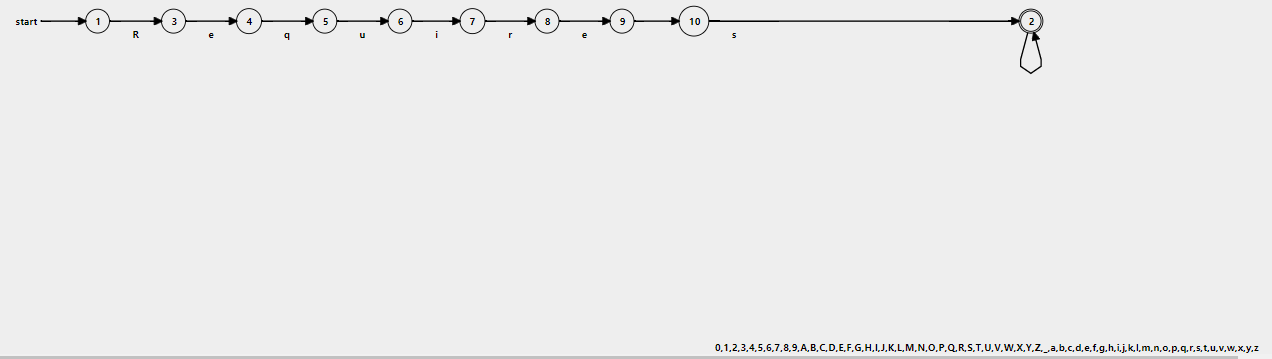 start 1 3 4 5 6 7 8 9 10 2
R e q u i r e s
0,1,2,3,4,5,6,7,8,9,A,B,C,D,E,F,G,H,I,J,K,L,M,N,O,P,Q,R,S,T,U,V,W,X,Y,Z,_,a,b,c,d,e,f,g,h,i,j,k,l,m,n,o,p,q,r,s,t,u,v,w,x,y,z